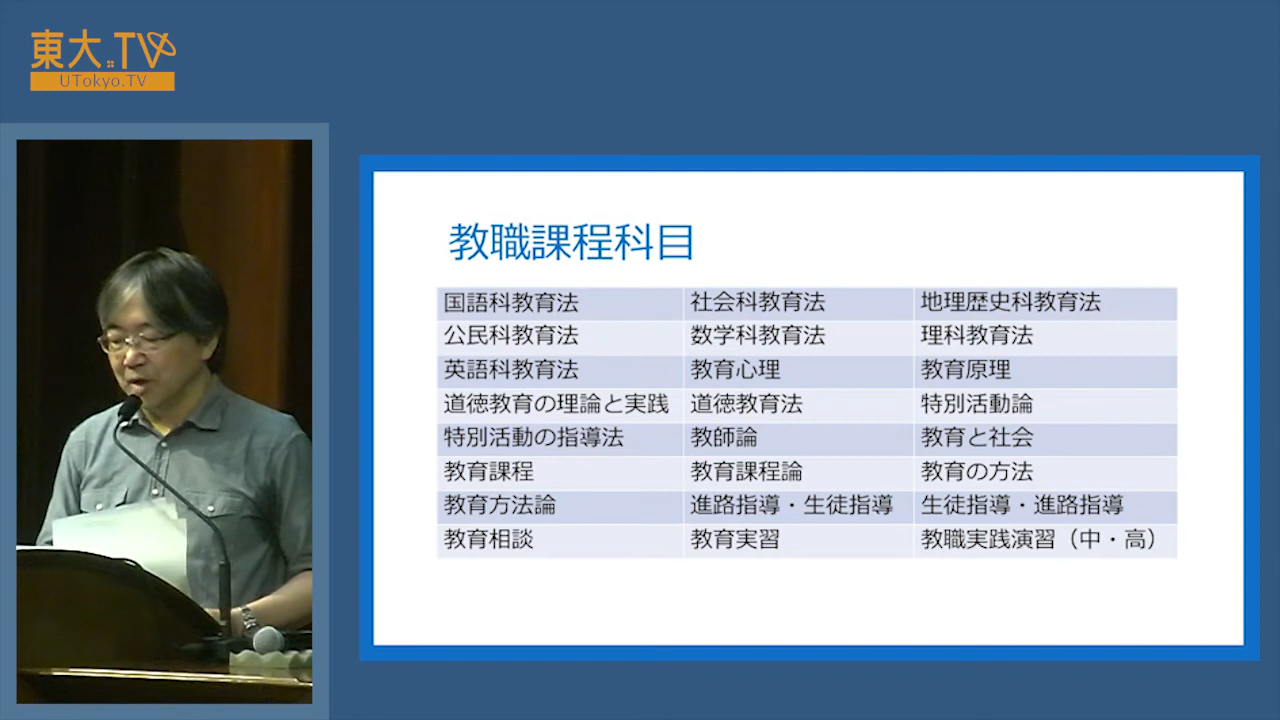 東大.TV
UTokyo.TV
教職課程科目
国語科教育法 社会科教育法 地理歴史科教育法
公民科教育法 数学科教育法 理科教育法
英語科教育法 教育心理 教育原理
道徳教育の理論と実践 道徳教育法 特別活動論
特別活動の指導法 教師論 教育と社会
教育課程 教育課程論 教育の方法
教育方法論 進路指導・生徒指導 生徒指導・進路指導
教育相談 教育実習 教職実践演習（中・高）